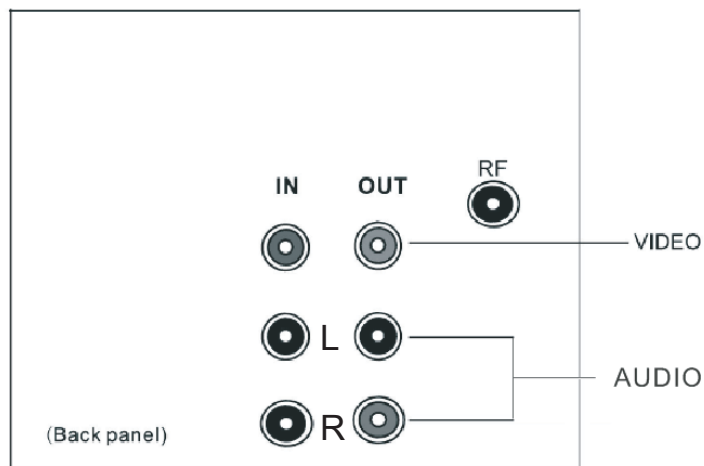 RF
IN OUT
VIDEO
L
AUDIO
R
(Back panel)